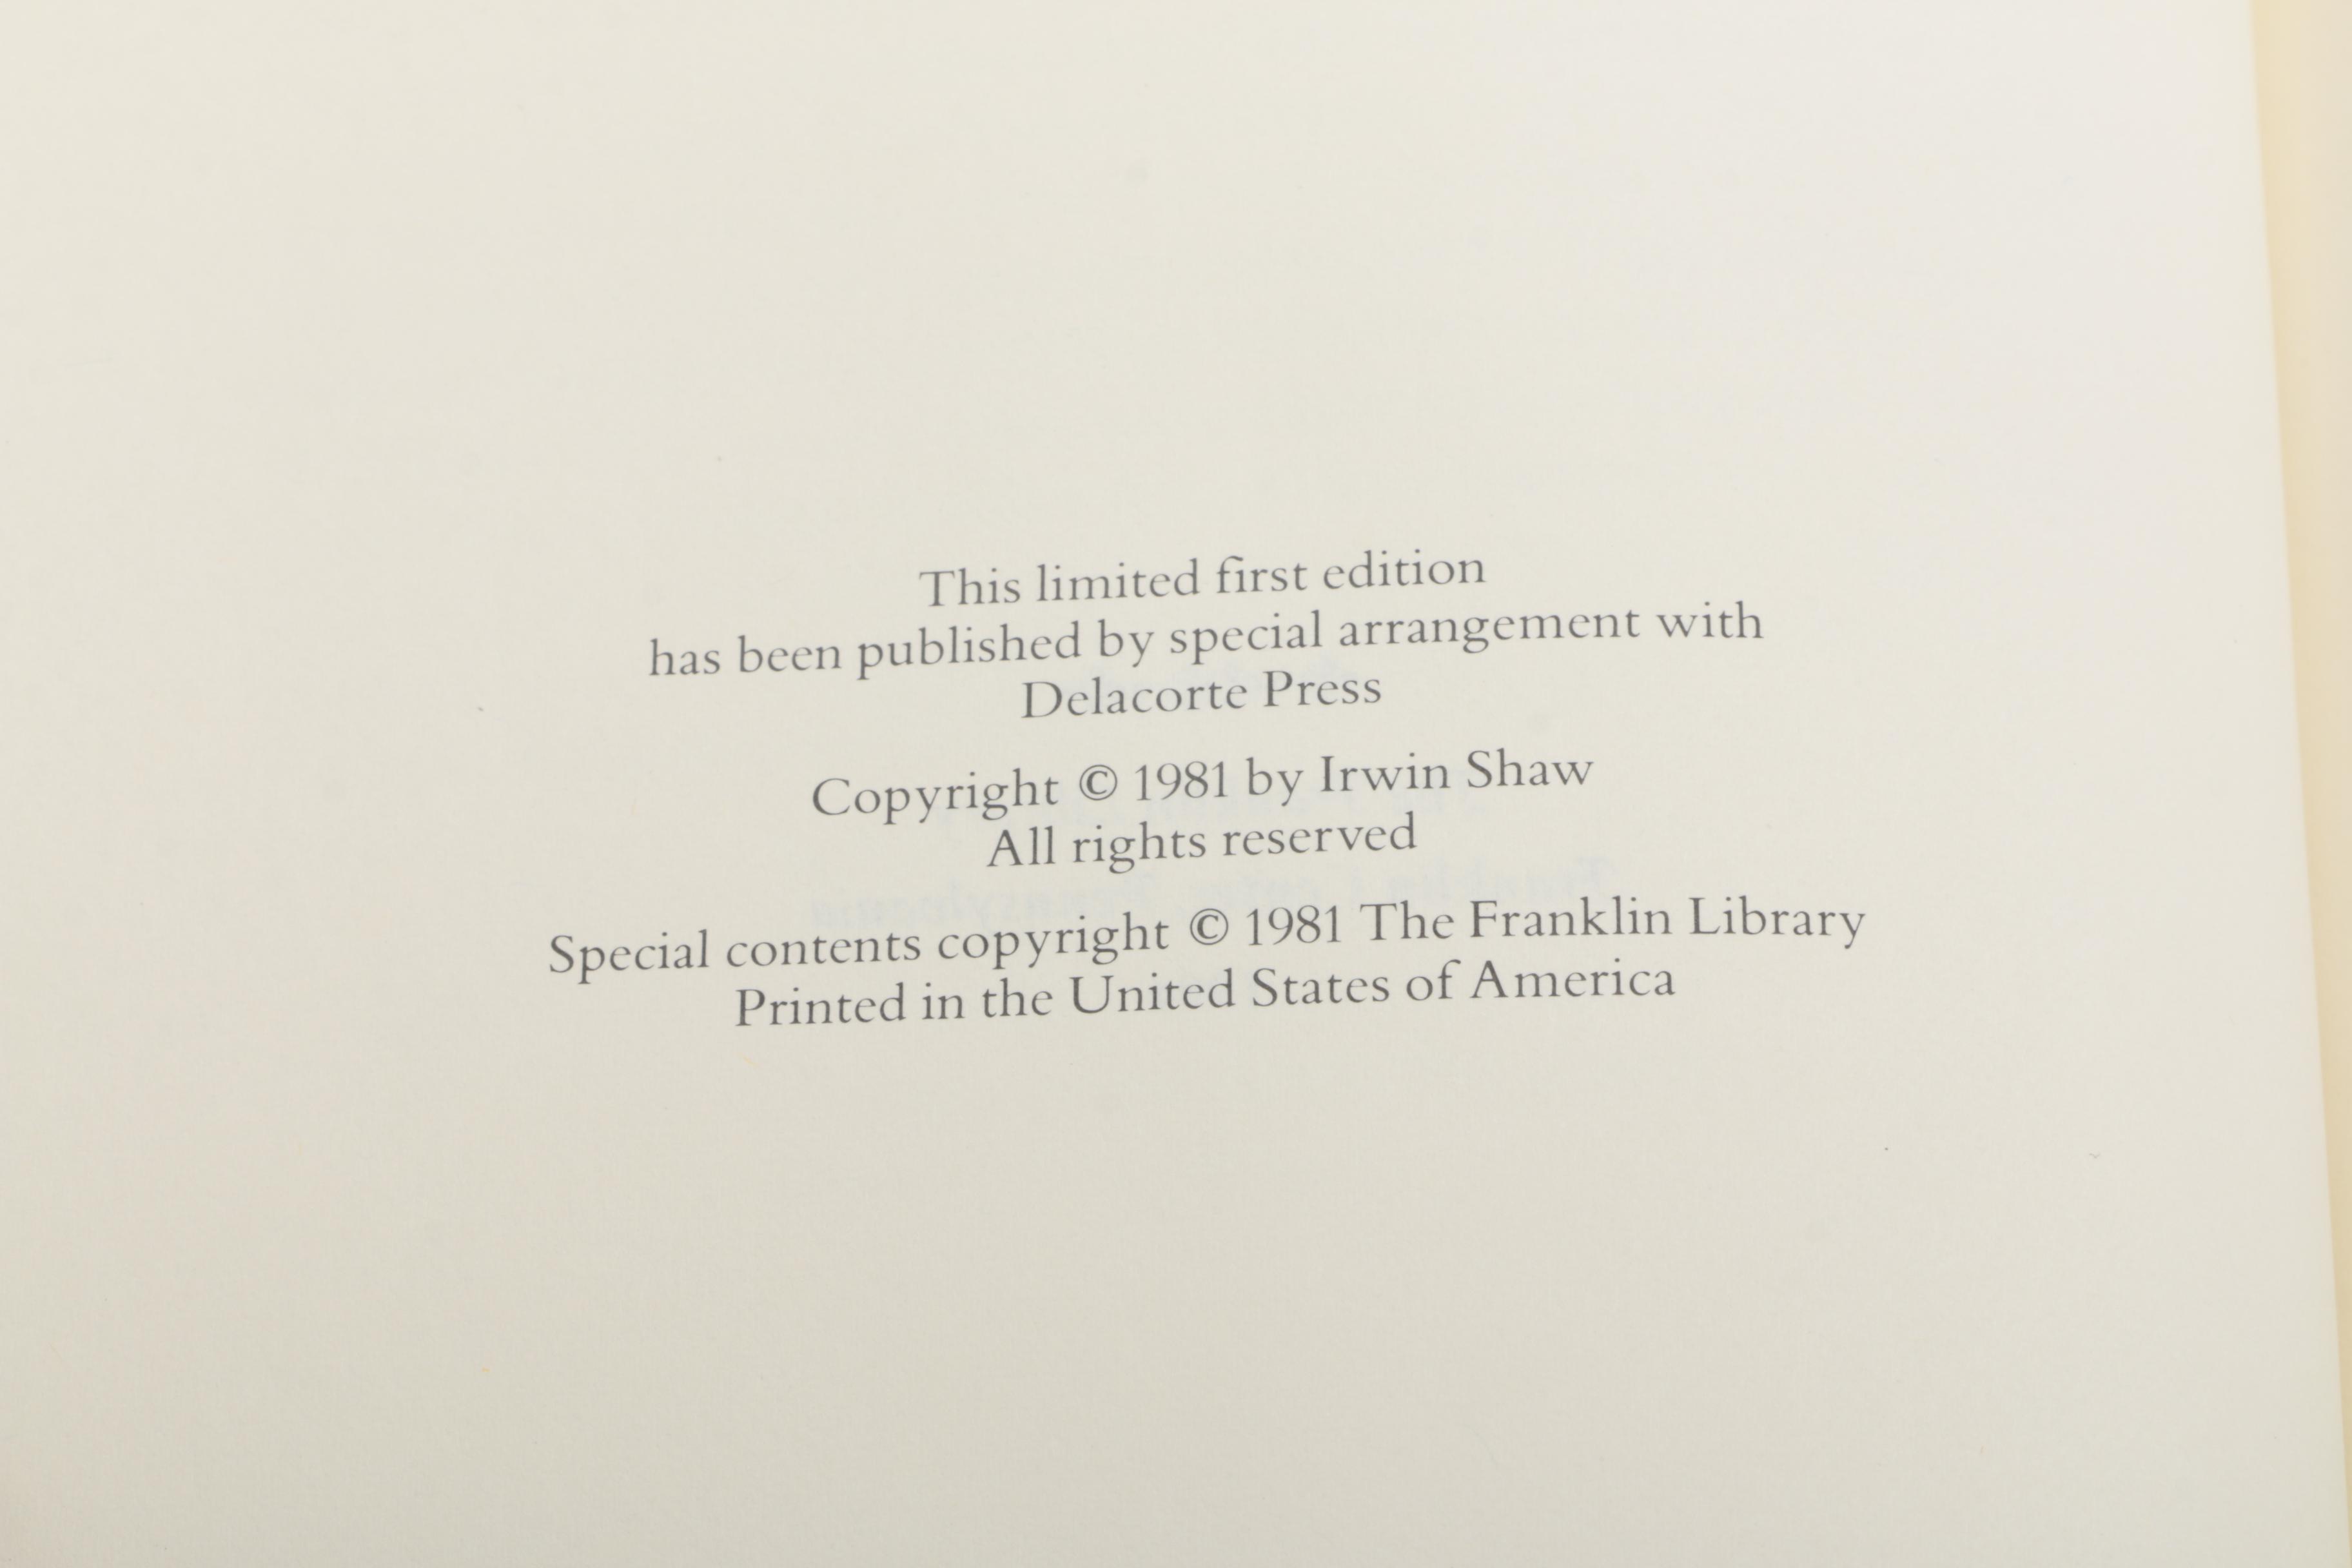 This limited first edition
has been published by special arrangement with
Delacorte Press
Copyright © 1981 by Irwin Shaw
All rights reserved
Special contents copyright © 1981 The Franklin Library
Printed in the United States of America